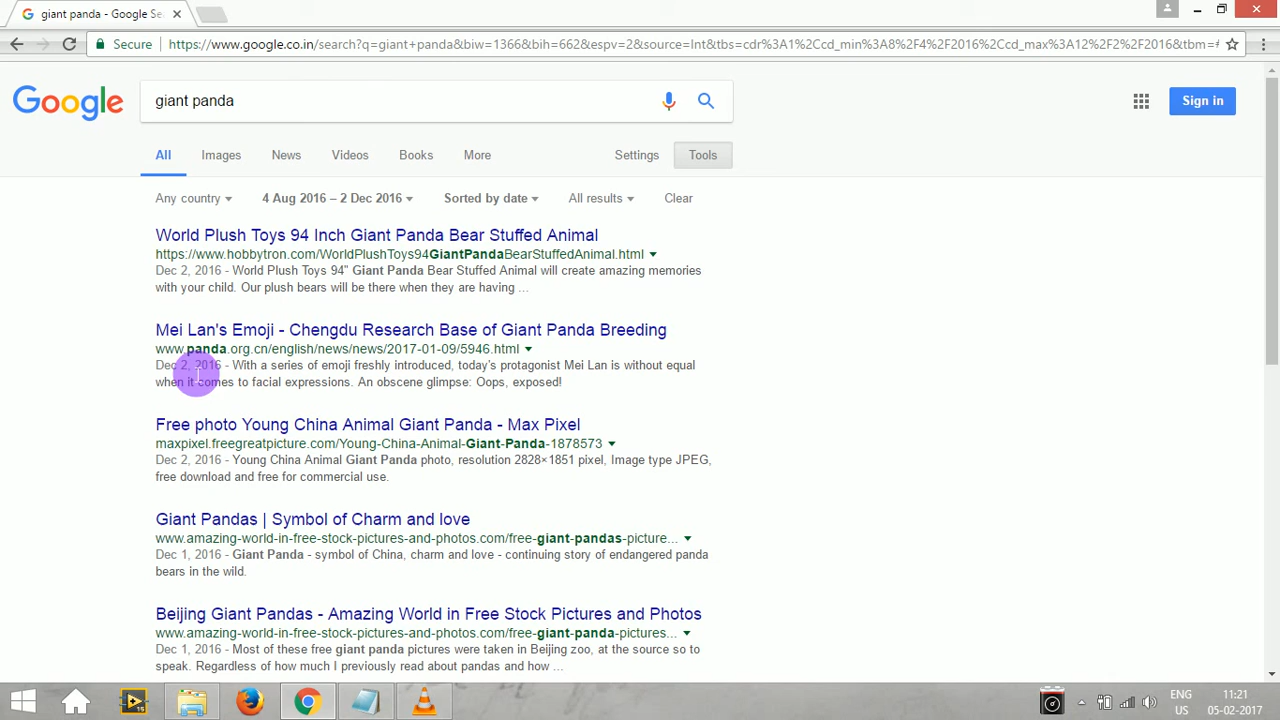 giant panda - Google Se
Secure https://www.google.co.in/search?q=giant+panda&biw=1366&bih=662&espv=2&source=lnt&tbs=cdr%3A1%2Ccd_min%3A8%2F4%2F2016%2Ccd_max%3A12%2F2%2F2016&tbm=#
Google giant panda Sign in
All Images News Videos Books More Settings Tools
Any country 4 Aug 2016 – 2 Dec 2016 Sorted by date All results Clear
World Plush Toys 94 Inch Giant Panda Bear Stuffed Animal
https://www.hobbytron.com/WorldPlushToys94GiantPandaBearStuffedAnimal.html
Dec 2, 2016 - World Plush Toys 94" Giant Panda Bear Stuffed Animal will create amazing memories
with your child. Our plush bears will be there when they are having ...
Mei Lan's Emoji - Chengdu Research Base of Giant Panda Breeding
www.panda.org.cn/english/news/news/2017-01-09/5946.html
Dec 2, 2016 - With a series of emoji freshly introduced, today's protagonist Mei Lan is without equal
when it comes to facial expressions. An obscene glimpse: Oops, exposed!
Free photo Young China Animal Giant Panda - Max Pixel
maxpixel.freegreatpicture.com/Young-China-Animal-Giant-Panda-1878573
Dec 2, 2016 - Young China Animal Giant Panda photo, resolution 2828×1851 pixel, Image type JPEG,
free download and free for commercial use.
Giant Pandas | Symbol of Charm and love
www.amazing-world-in-free-stock-pictures-and-photos.com/free-giant-pandas-picture...
Dec 1, 2016 - Giant Panda - symbol of China, charm and love - continuing story of endangered panda
bears in the wild.
Beijing Giant Pandas - Amazing World in Free Stock Pictures and Photos
www.amazing-world-in-free-stock-pictures-and-photos.com/free-giant-panda-pictures...
Dec 1, 2016 - Most of these free giant panda pictures were taken in Beijing zoo, at the source so to
speak. Regardless of how much I previously read about pandas and how ...
15
ENG 11:21
US 05-02-2017